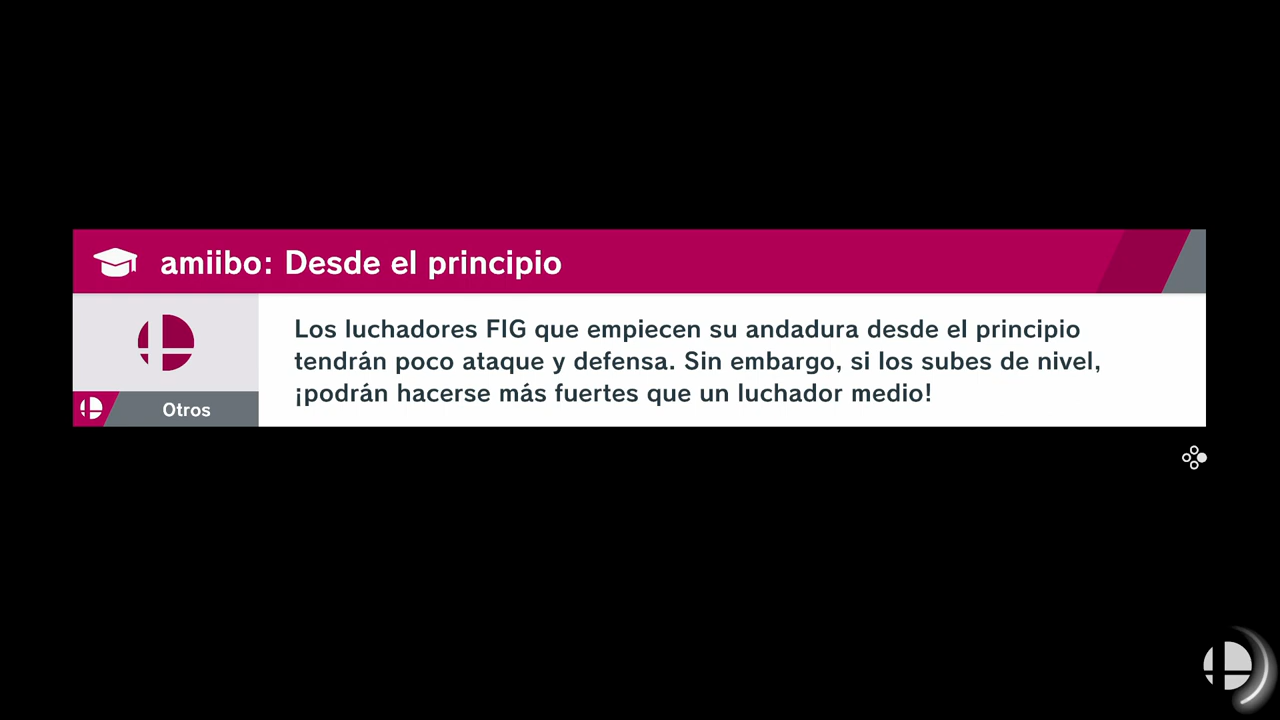 amiibo: Desde el principio
Los luchadores FIG que empiecen su andadura desde el principio
tendrán poco ataque y defensa. Sin embargo, si los subes de nivel,
¡podrán hacerse más fuertes que un luchador medio!
Otros